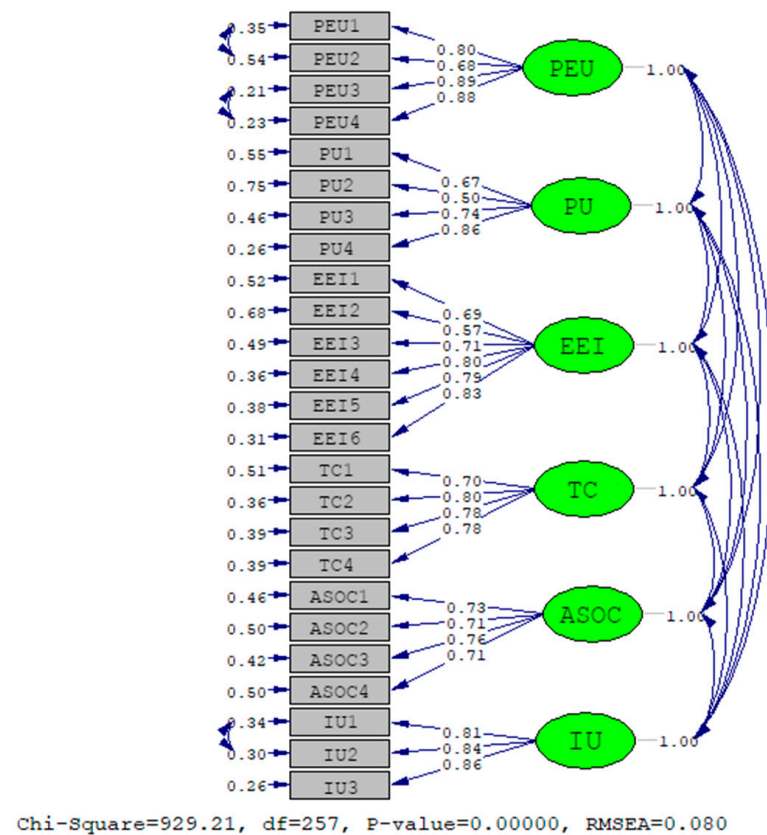 0.35 PEU1
0.54 PEU2
0.21 PEU3
0.23 PEU4
0.80
0.68
0.89
0.88
PEU 1.00
0.55 PU1
0.75 PU2
0.46 PU3
0.26 PU4
0.67
0.50
0.74
0.86
PU 1.00
0.52 EEI1
0.68 EEI2
0.49 EEI3
0.36 EEI4
0.38 EEI5
0.31 EEI6
0.69
0.57
0.71
0.80
0.79
0.83
EEI 1.00
0.51 TC1
0.36 TC2
0.39 TC3
0.39 TC4
0.70
0.80
0.78
0.78
TC 1.00
0.46 ASOC1
0.50 ASOC2
0.42 ASOC3
0.50 ASOC4
0.73
0.71
0.76
0.71
ASOC 1.00
0.34 IU1
0.30 IU2
0.26 IU3
0.81
0.84
0.86
IU 1.00
Chi-Square=929.21, df=257, P-value=0.00000, RMSEA=0.080